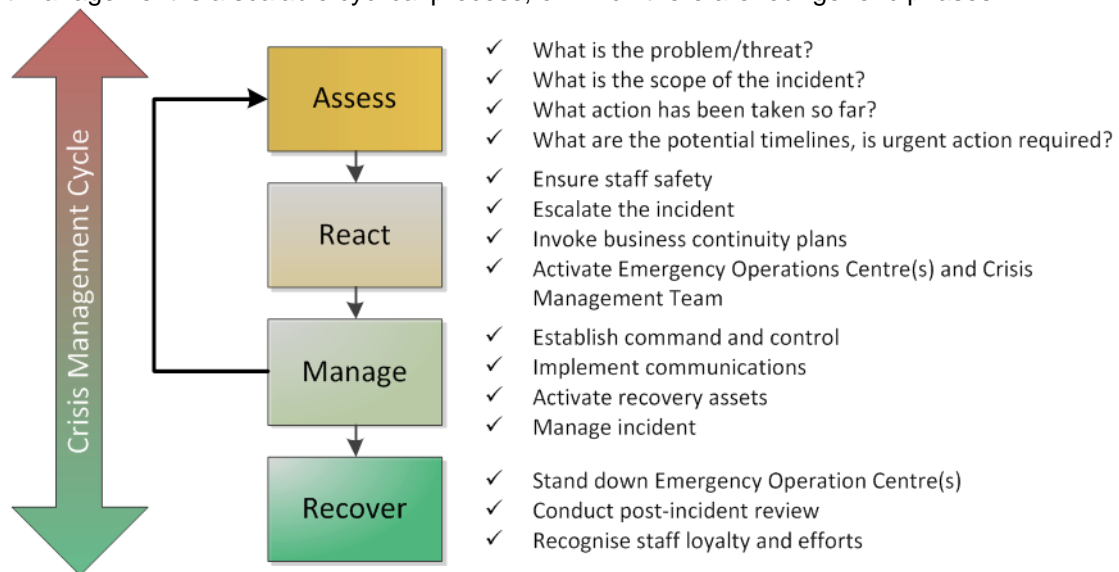 Crisis Management Cycle
Assess
✓ What is the problem/threat?
✓ What is the scope of the incident?
✓ What action has been taken so far?
✓ What are the potential timelines, is urgent action required?
React
✓ Ensure staff safety
✓ Escalate the incident
✓ Invoke business continuity plans
✓ Activate Emergency Operations Centre(s) and Crisis
Management Team
Manage
✓ Establish command and control
✓ Implement communications
✓ Activate recovery assets
✓ Manage incident
Recover
✓ Stand down Emergency Operation Centre(s)
✓ Conduct post-incident review
✓ Recognise staff loyalty and efforts